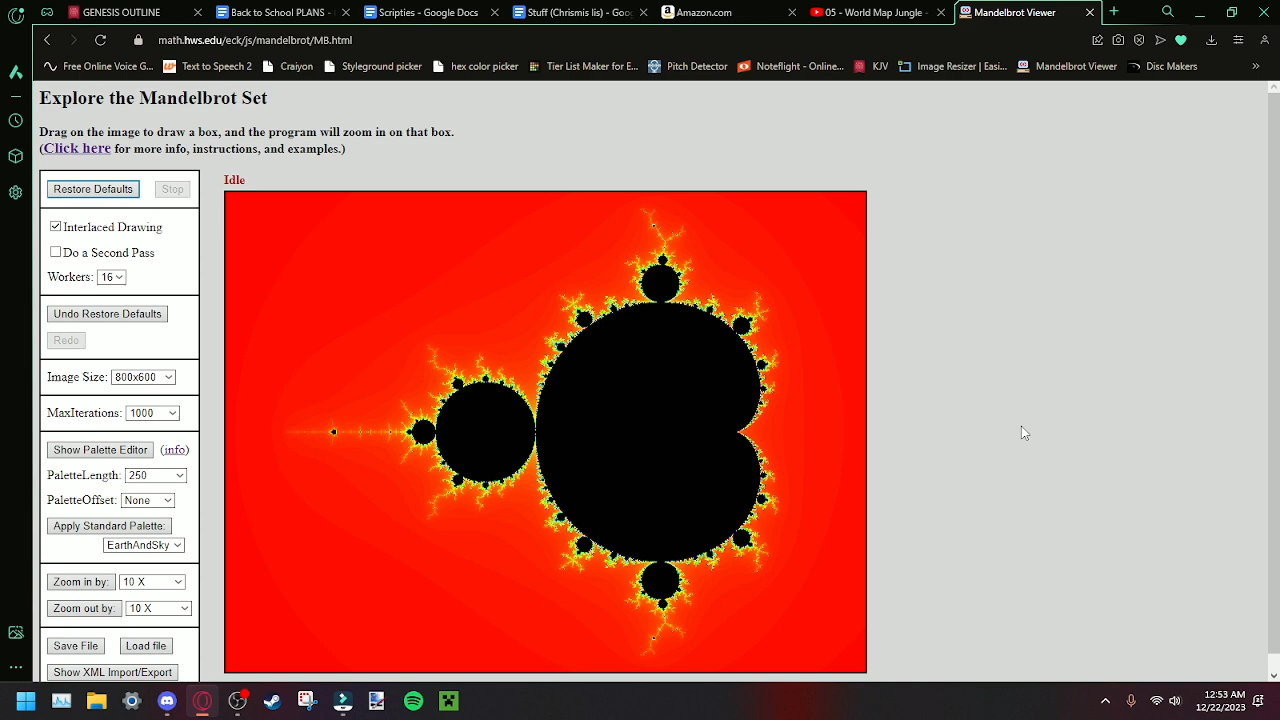 GENESIS OUTLINE
Back to School PLANS -
Scripties - Google Docs
Stuff (Chrismis lis) - Goog
Amazon.com
05 - World Map Jungle -
Mandelbrot Viewer
math.hws.edu/eck/js/mandelbrot/MB.html
Free Online Voice G...
Text to Speech 2
Craiyon
Styleground picker
hex color picker
Tier List Maker for E...
Pitch Detector
Noteflight - Online...
KJV
Image Resizer | Easi...
Mandelbrot Viewer
Disc Makers
Explore the Mandelbrot Set
Drag on the image to draw a box, and the program will zoom in on that box.
(Click here for more info, instructions, and examples.)
Restore Defaults
Stop
Idle
Interlaced Drawing
Do a Second Pass
Workers: 16
Undo Restore Defaults
Redo
Image Size: 800x600
MaxIterations: 1000
Show Palette Editor (info)
PaletteLength: 250
PaletteOffset: None
Apply Standard Palette:
EarthAndSky
Zoom in by: 10 X
Zoom out by: 10 X
Save File
Load file
Show XML Import/Export
12:53 AM
12/22/2023